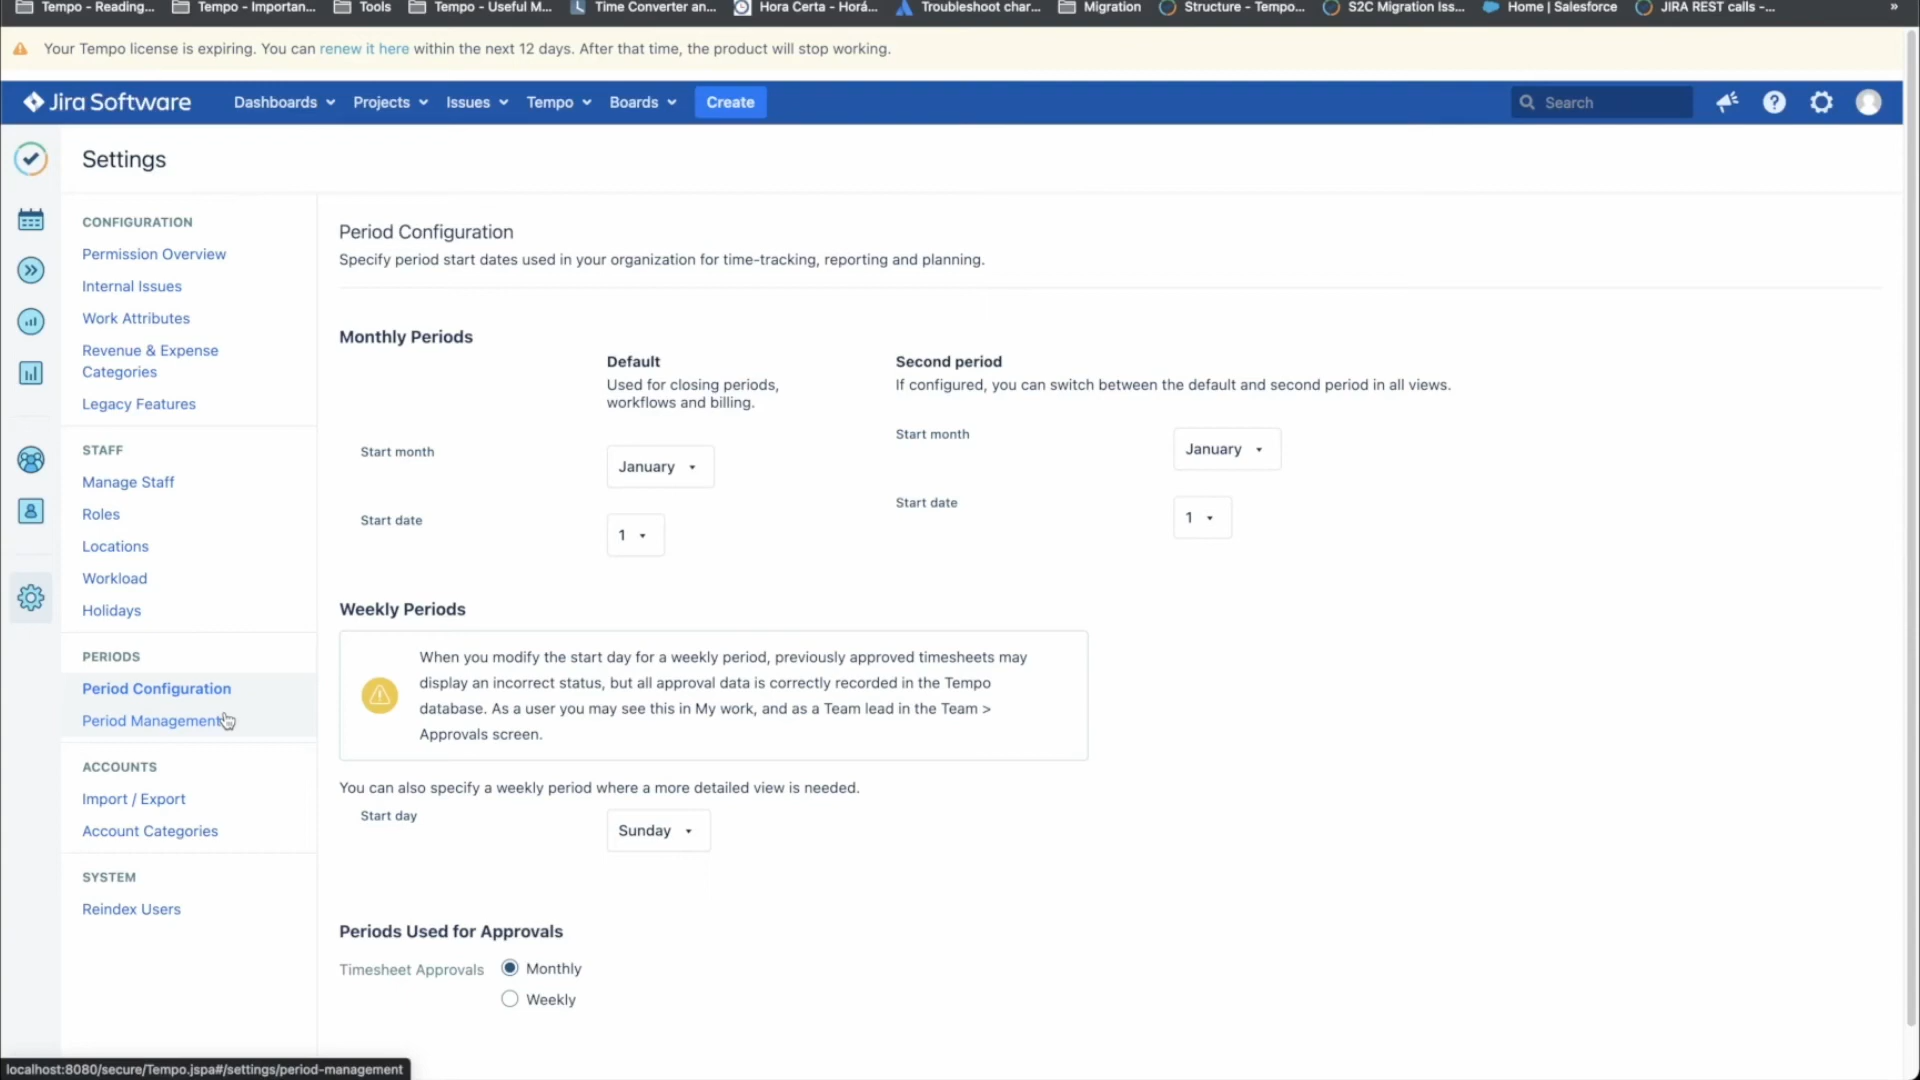 Tempo - Reading...
Tempo - Importan...
Tools
Tempo - Useful M...
Time Converter an...
Hora Certa - Horá...
Troubleshoot char...
Migration
Structure - Tempo...
S2C Migration Iss...
Home | Salesforce
JIRA REST calls -...
»
Your Tempo license is expiring. You can renew it here within the next 12 days. After that time, the product will stop working.
Jira Software
Dashboards
Projects
Issues
Tempo
Boards
Create
Search
Settings
CONFIGURATION
Permission Overview
Internal Issues
Work Attributes
Revenue & Expense
Categories
Legacy Features
STAFF
Manage Staff
Roles
Locations
Workload
Holidays
PERIODS
Period Configuration
Period Management
ACCOUNTS
Import / Export
Account Categories
SYSTEM
Reindex Users
Period Configuration
Specify period start dates used in your organization for time-tracking, reporting and planning.
Monthly Periods
Default
Used for closing periods,
workflows and billing.
Start month
January
Start date
1
Second period
If configured, you can switch between the default and second period in all views.
Start month
January
Start date
1
Weekly Periods
When you modify the start day for a weekly period, previously approved timesheets may
display an incorrect status, but all approval data is correctly recorded in the Tempo
database. As a user you may see this in My work, and as a Team lead in the Team >
Approvals screen.
You can also specify a weekly period where a more detailed view is needed.
Start day
Sunday
Periods Used for Approvals
Timesheet Approvals
Monthly
Weekly
localhost:8080/secure/Tempo.jspa#/settings/period-management